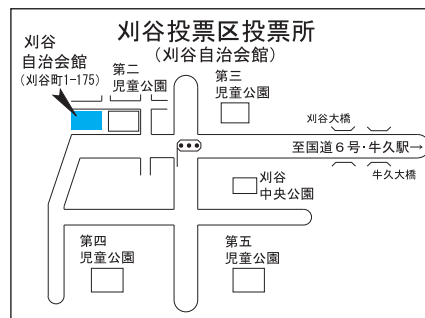 刈谷投票区投票所
(刈谷自治会館)
刈谷
自治会館
(刈谷町1-175)
第二
児童公園
第三
児童公園
刈谷大橋
至国道6号・牛久駅→
牛久大橋
刈谷
中央公園
第四
児童公園
第五
児童公園